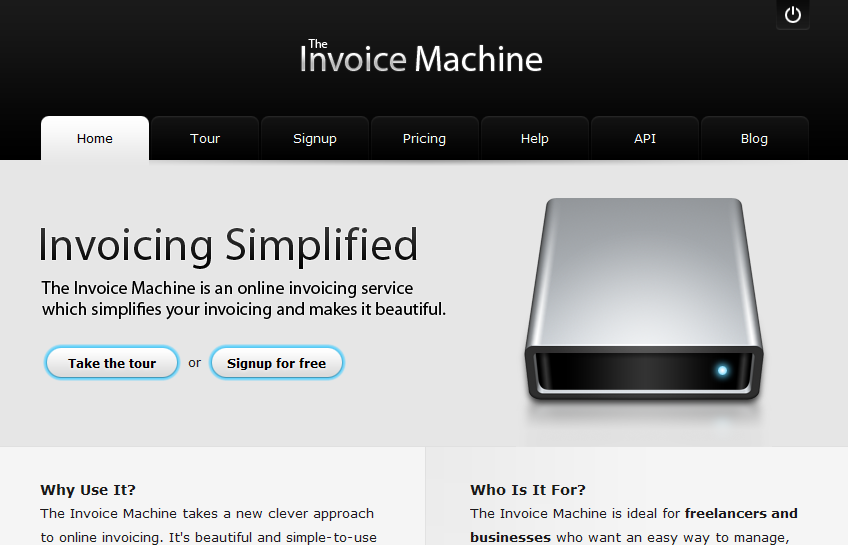 The
Invoice Machine
Home Tour Signup Pricing Help API Blog
Invoicing Simplified
The Invoice Machine is an online invoicing service
which simplifies your invoicing and makes it beautiful.
Take the tour or Signup for free
Why Use It?
The Invoice Machine takes a new clever approach
to online invoicing. It's beautiful and simple-to-use
Who Is It For?
The Invoice Machine is ideal for freelancers and
businesses who want an easy way to manage,